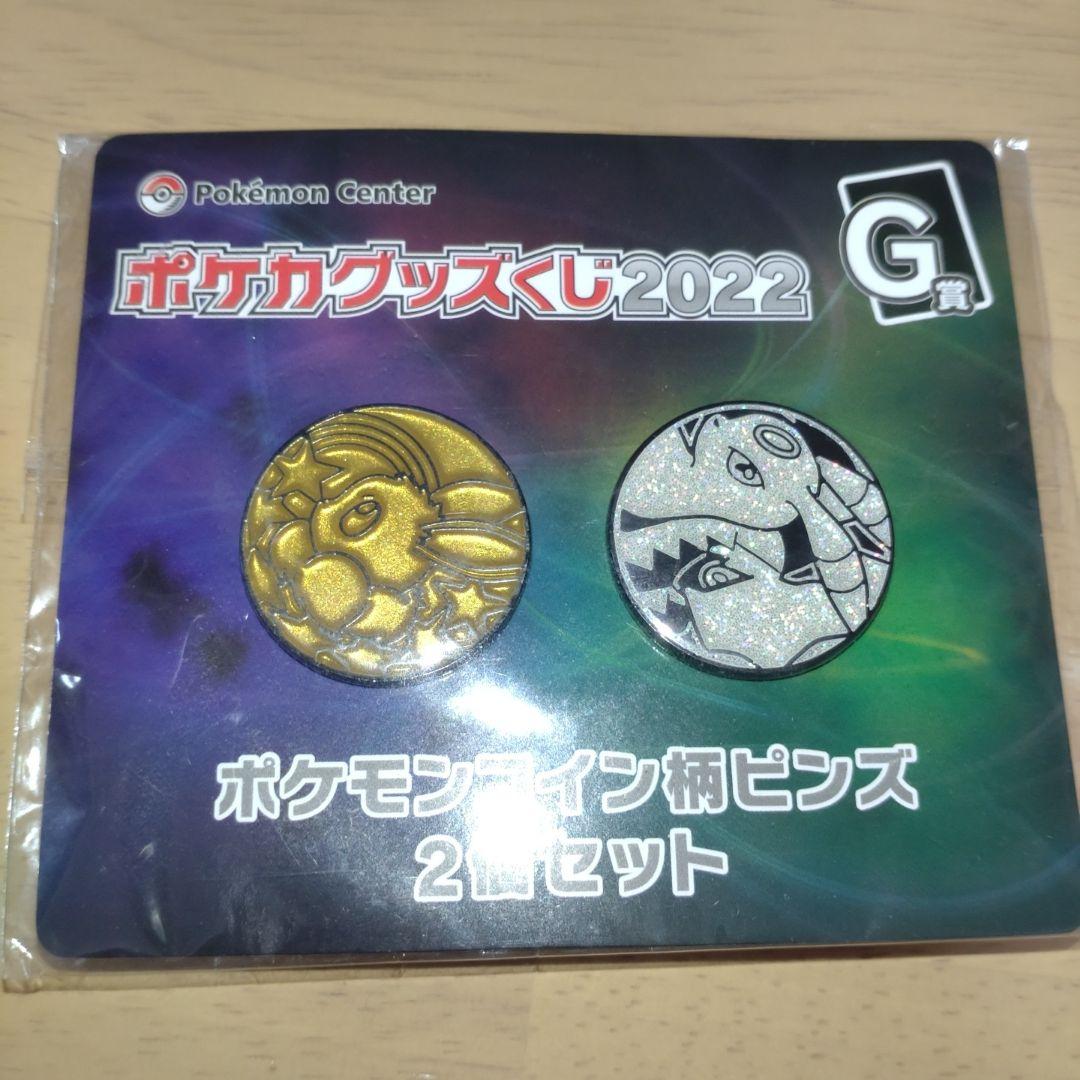 Pokémon Center
ポケカグッズくじ2022
G賞
ポケモンコイン柄ピンズ
2個セット